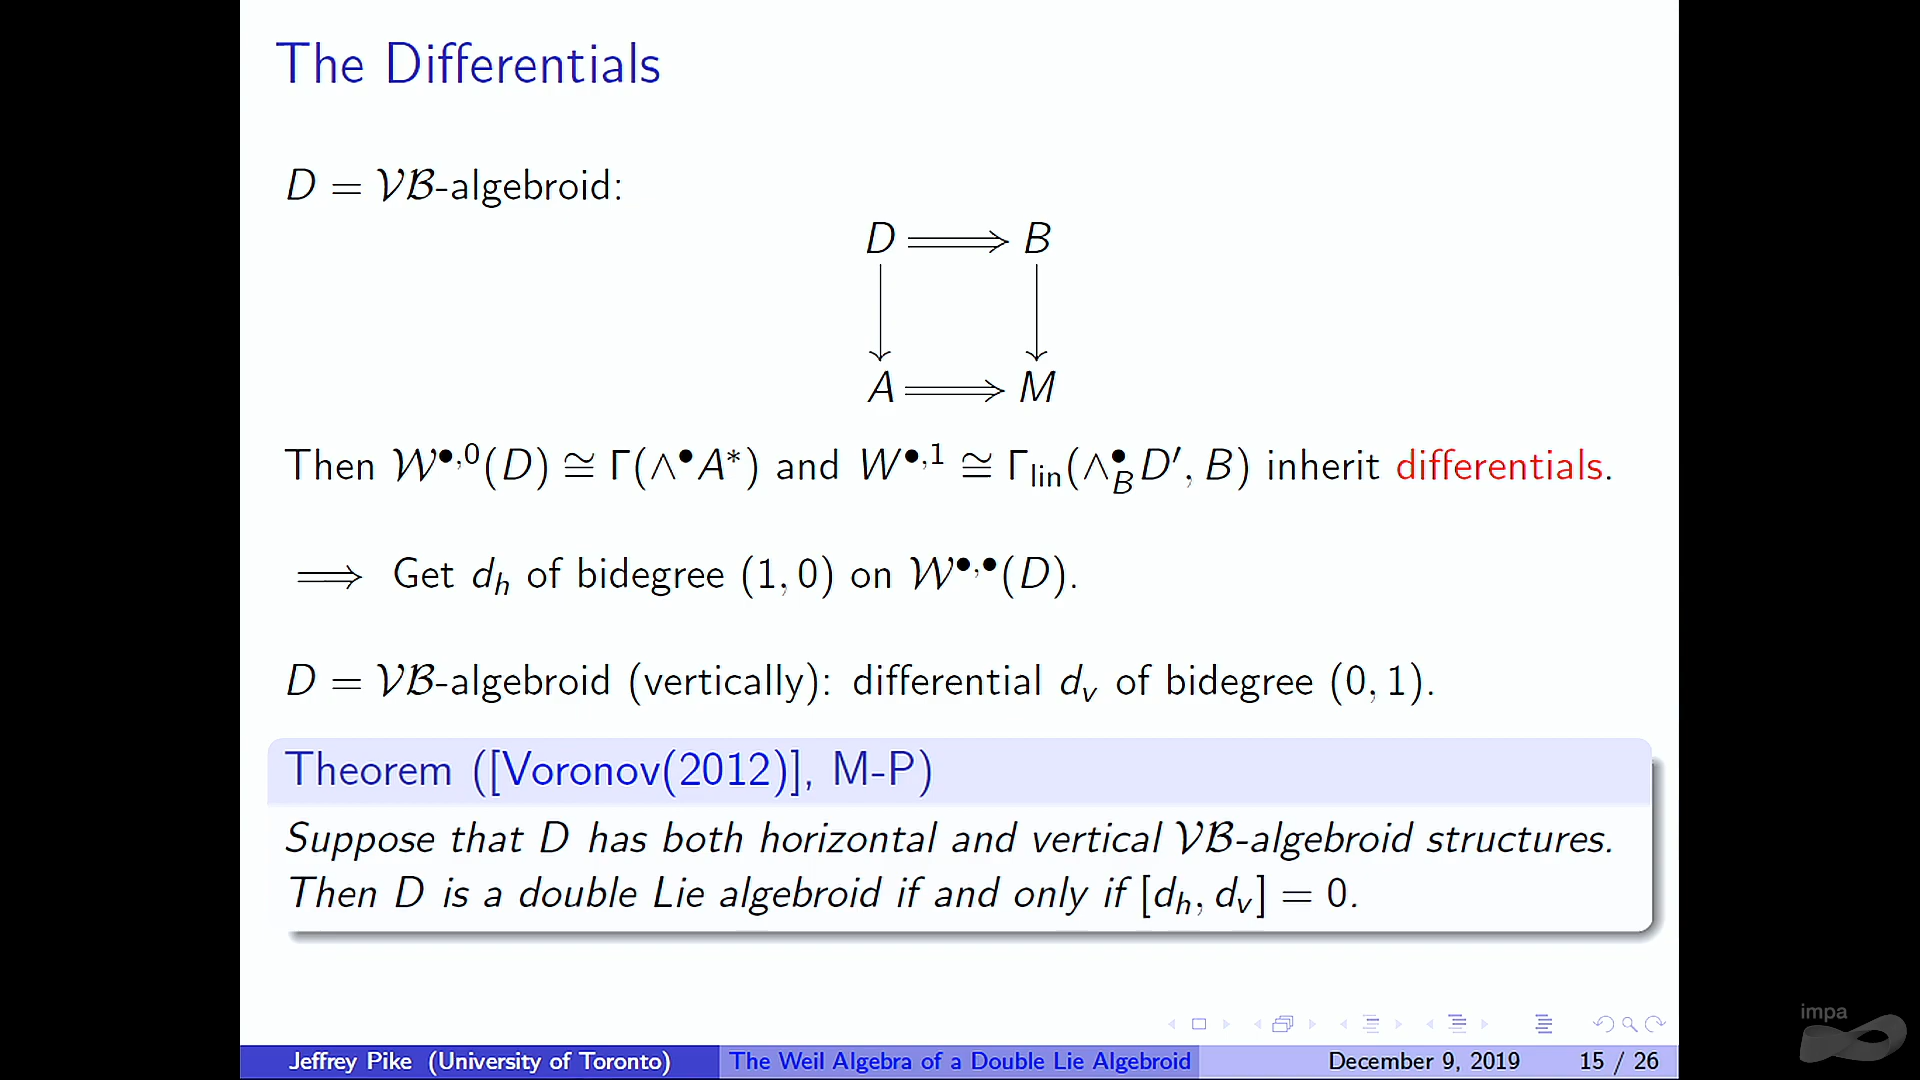 The Differentials
D = 𝒱ℬ-algebroid:
D ⟹ B
A ⟹ M
Then 𝒲^{•,0}(D) ≅ Γ(∧^•A*) and W^{•,1} ≅ Γ_{lin}(∧^•_B D′, B) inherit differentials.
⟹ Get d_h of bidegree (1, 0) on 𝒲^{•,•}(D).
D = 𝒱ℬ-algebroid (vertically): differential d_v of bidegree (0, 1).
Theorem ([Voronov(2012)], M-P)
Suppose that D has both horizontal and vertical 𝒱ℬ-algebroid structures.
Then D is a double Lie algebroid if and only if [d_h, d_v] = 0.
impa
Jeffrey Pike (University of Toronto) The Weil Algebra of a Double Lie Algebroid December 9, 2019 15 / 26